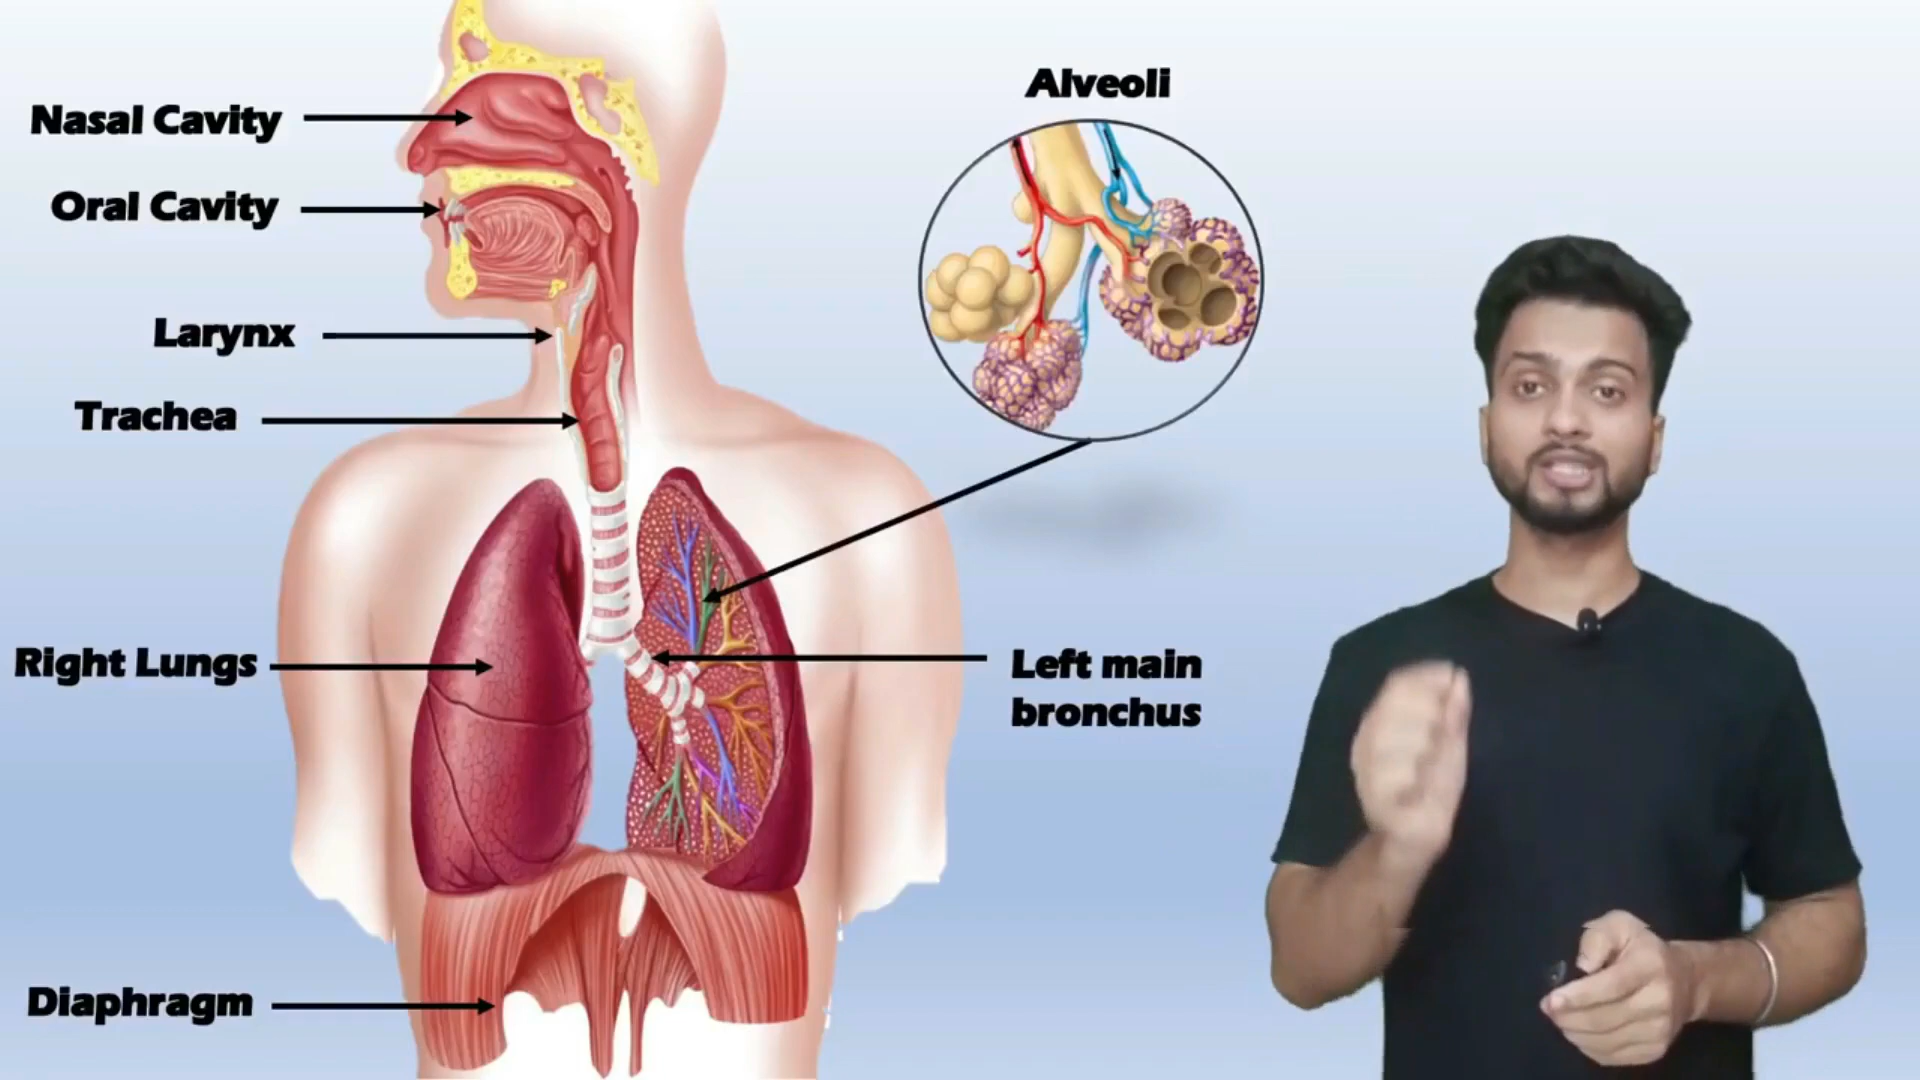 Alveoli
Nasal Cavity
Oral Cavity
Larynx
Trachea
Right Lungs
Left main
bronchus
Diaphragm